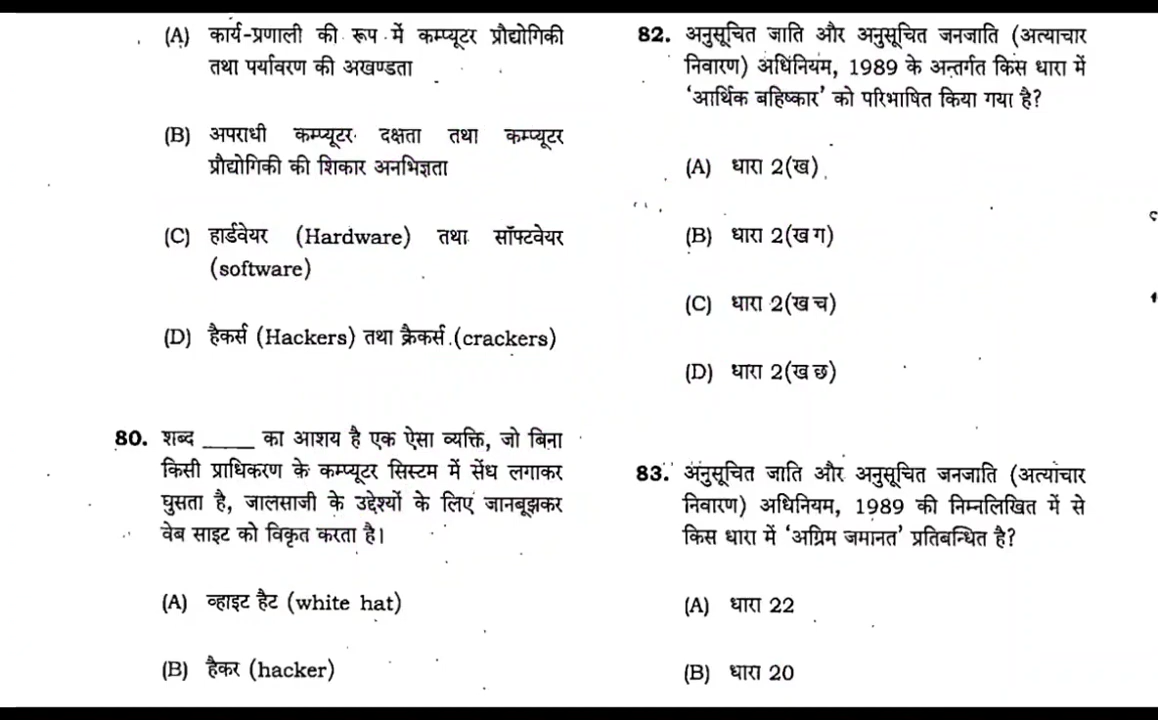 (A) कार्य-प्रणाली की रूप में कम्प्यूटर प्रौद्योगिकी
तथा पर्यावरण की अखण्डता
(B) अपराधी कम्प्यूटर दक्षता तथा कम्प्यूटर
प्रौद्योगिकी की शिकार अनभिज्ञता
(C) हार्डवेयर (Hardware) तथा सॉफ्टवेयर
(software)
(D) हैकर्स (Hackers) तथा क्रैकर्स (crackers)
80. शब्द _____ का आशय है एक ऐसा व्यक्ति, जो बिना
किसी प्राधिकरण के कम्प्यूटर सिस्टम में सेंध लगाकर
घुसता है, जालसाजी के उद्देश्यों के लिए जानबूझकर
वेब साइट को विकृत करता है।
(A) व्हाइट हैट (white hat)
(B) हैकर (hacker)
82. अनुसूचित जाति और अनुसूचित जनजाति (अत्याचार
निवारण) अधिनियम, 1989 के अन्तर्गत किस धारा में
‘आर्थिक बहिष्कार’ को परिभाषित किया गया है?
(A) धारा 2(ख)
(B) धारा 2(ख ग)
(C) धारा 2(ख च)
(D) धारा 2(ख छ)
83. अनुसूचित जाति और अनुसूचित जनजाति (अत्याचार
निवारण) अधिनियम, 1989 की निम्नलिखित में से
किस धारा में ‘अग्रिम जमानत’ प्रतिबन्धित है?
(A) धारा 22
(B) धारा 20